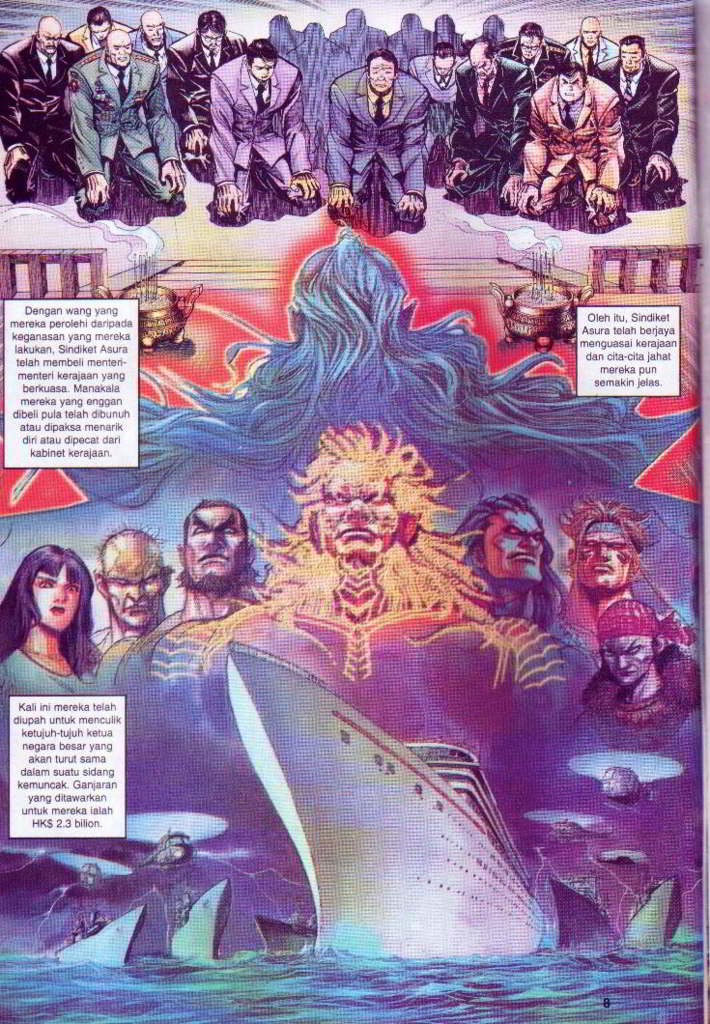 Dengan wang yang
mereka perolehi daripada
keganasan yang mereka
lakukan, Sindiket Asura
telah membeli menteri-
menteri kerajaan yang
berkuasa. Manakala
mereka yang enggan
dibeli pula telah dibunuh
atau dipaksa menarik
diri atau dipecat dari
kabinet kerajaan.
Oleh itu, Sindiket
Asura telah berjaya
menguasai kerajaan
dan cita-cita jahat
mereka pun
semakin jelas.
Kali ini mereka telah
diupah untuk menculik
ketujuh-tujuh ketua
negara besar yang
akan turut sama
dalam suatu sidang
kemuncak. Ganjaran
yang ditawarkan
untuk mereka ialah
HK$ 2.3 bilion.
8